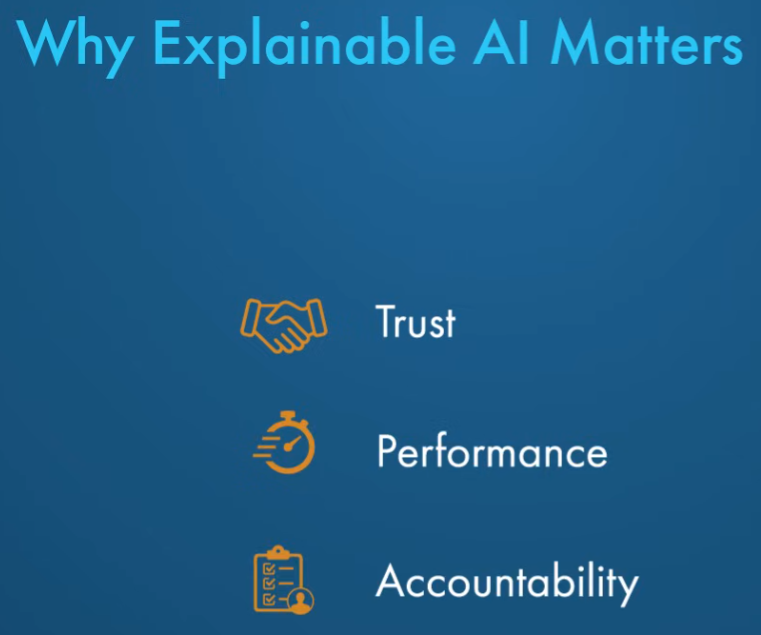 Why Explainable AI Matters
Trust
Performance
Accountability